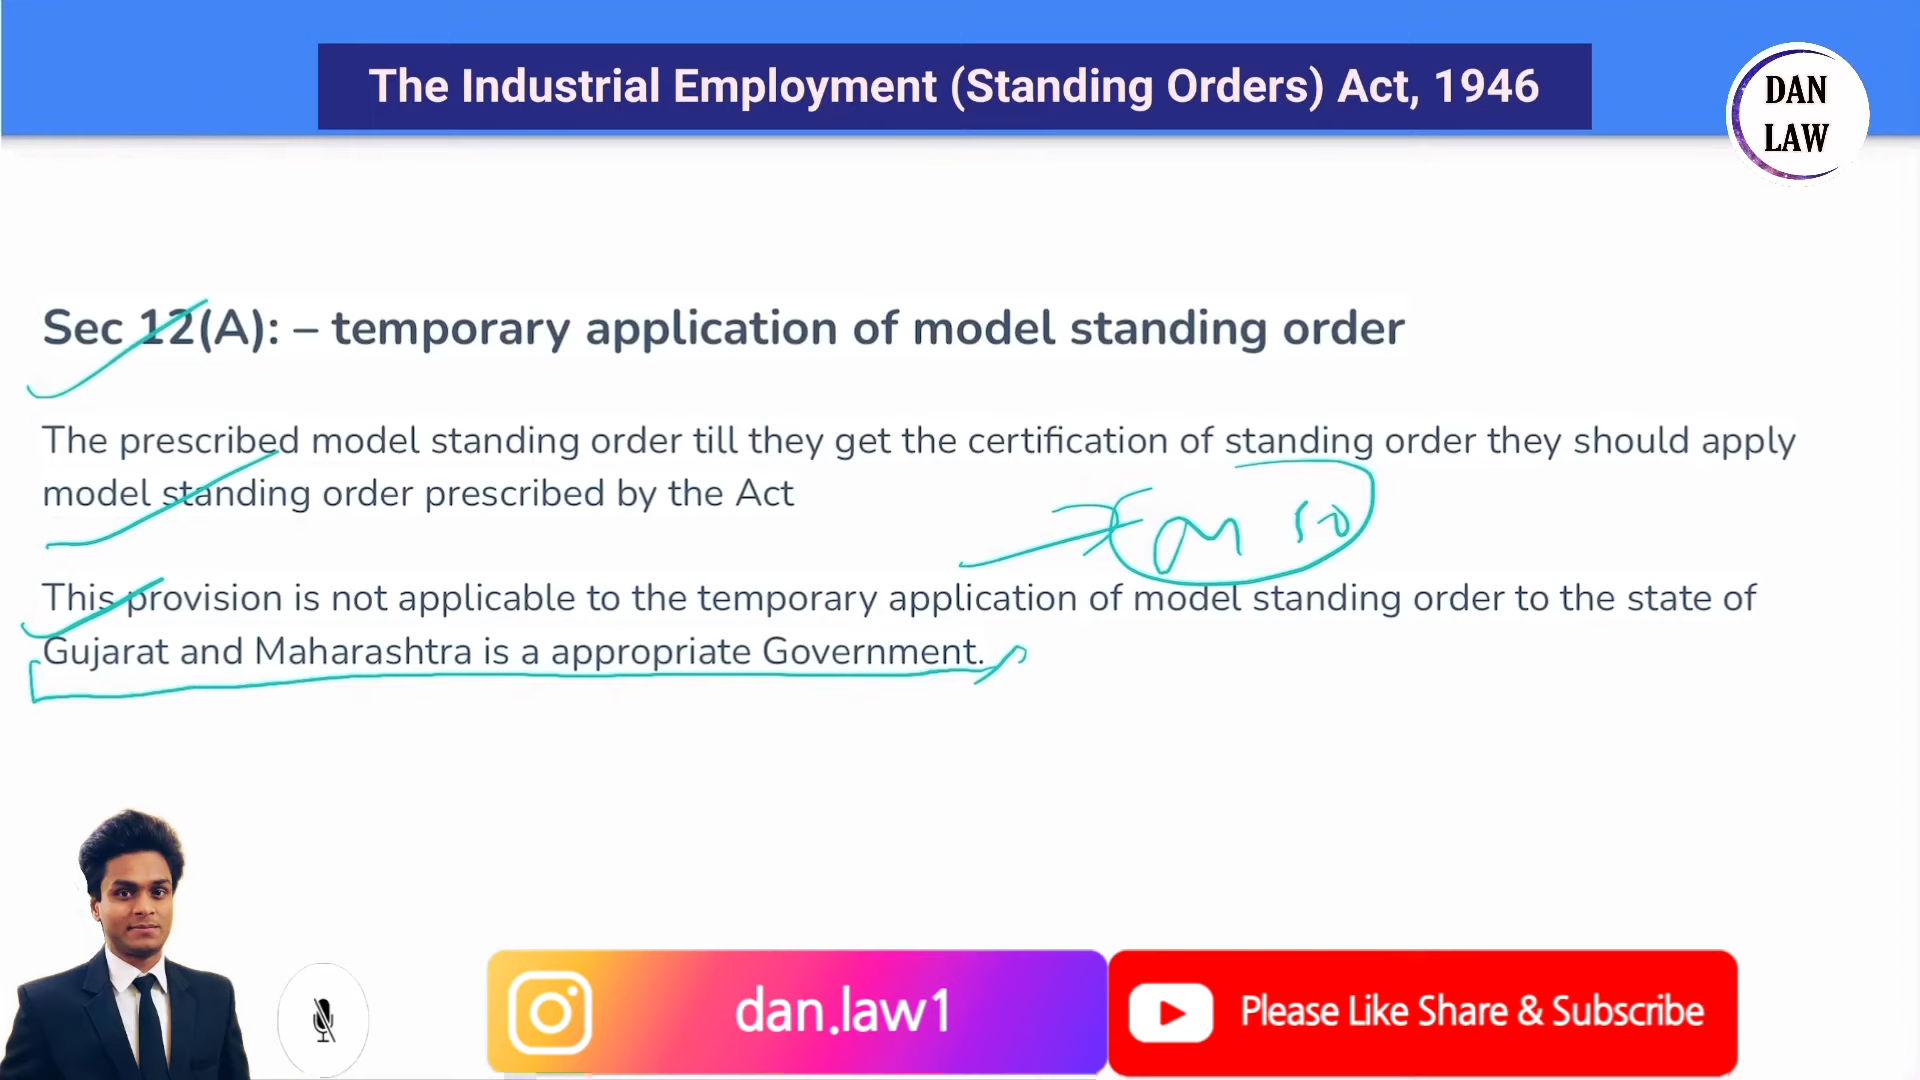 The Industrial Employment (Standing Orders) Act, 1946
DAN
LAW
Sec 12(A): – temporary application of model standing order
The prescribed model standing order till they get the certification of standing order they should apply
model standing order prescribed by the Act
M SO
This provision is not applicable to the temporary application of model standing order to the state of
Gujarat and Maharashtra is a appropriate Government.
dan.law1
Please Like Share & Subscribe